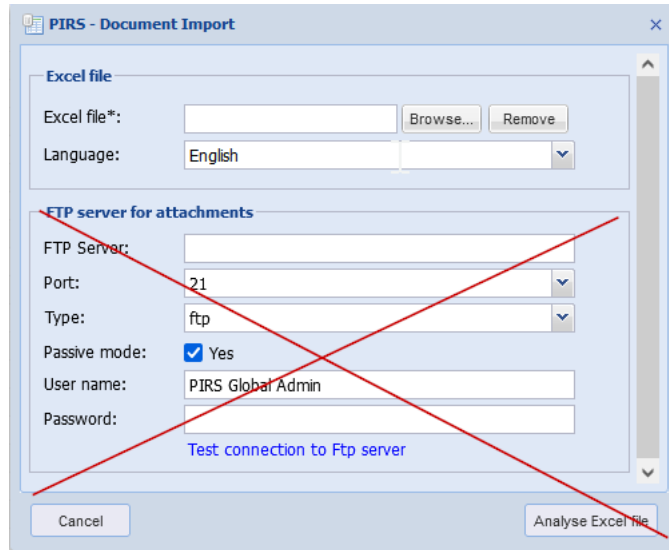 PIRS - Document Import
Excel file
Excel file*:
Browse... Remove
Language: English
FTP server for attachments
FTP Server:
Port: 21
Type: ftp
Passive mode: Yes
User name: PIRS Global Admin
Password:
Test connection to Ftp server
Cancel Analyse Excel file